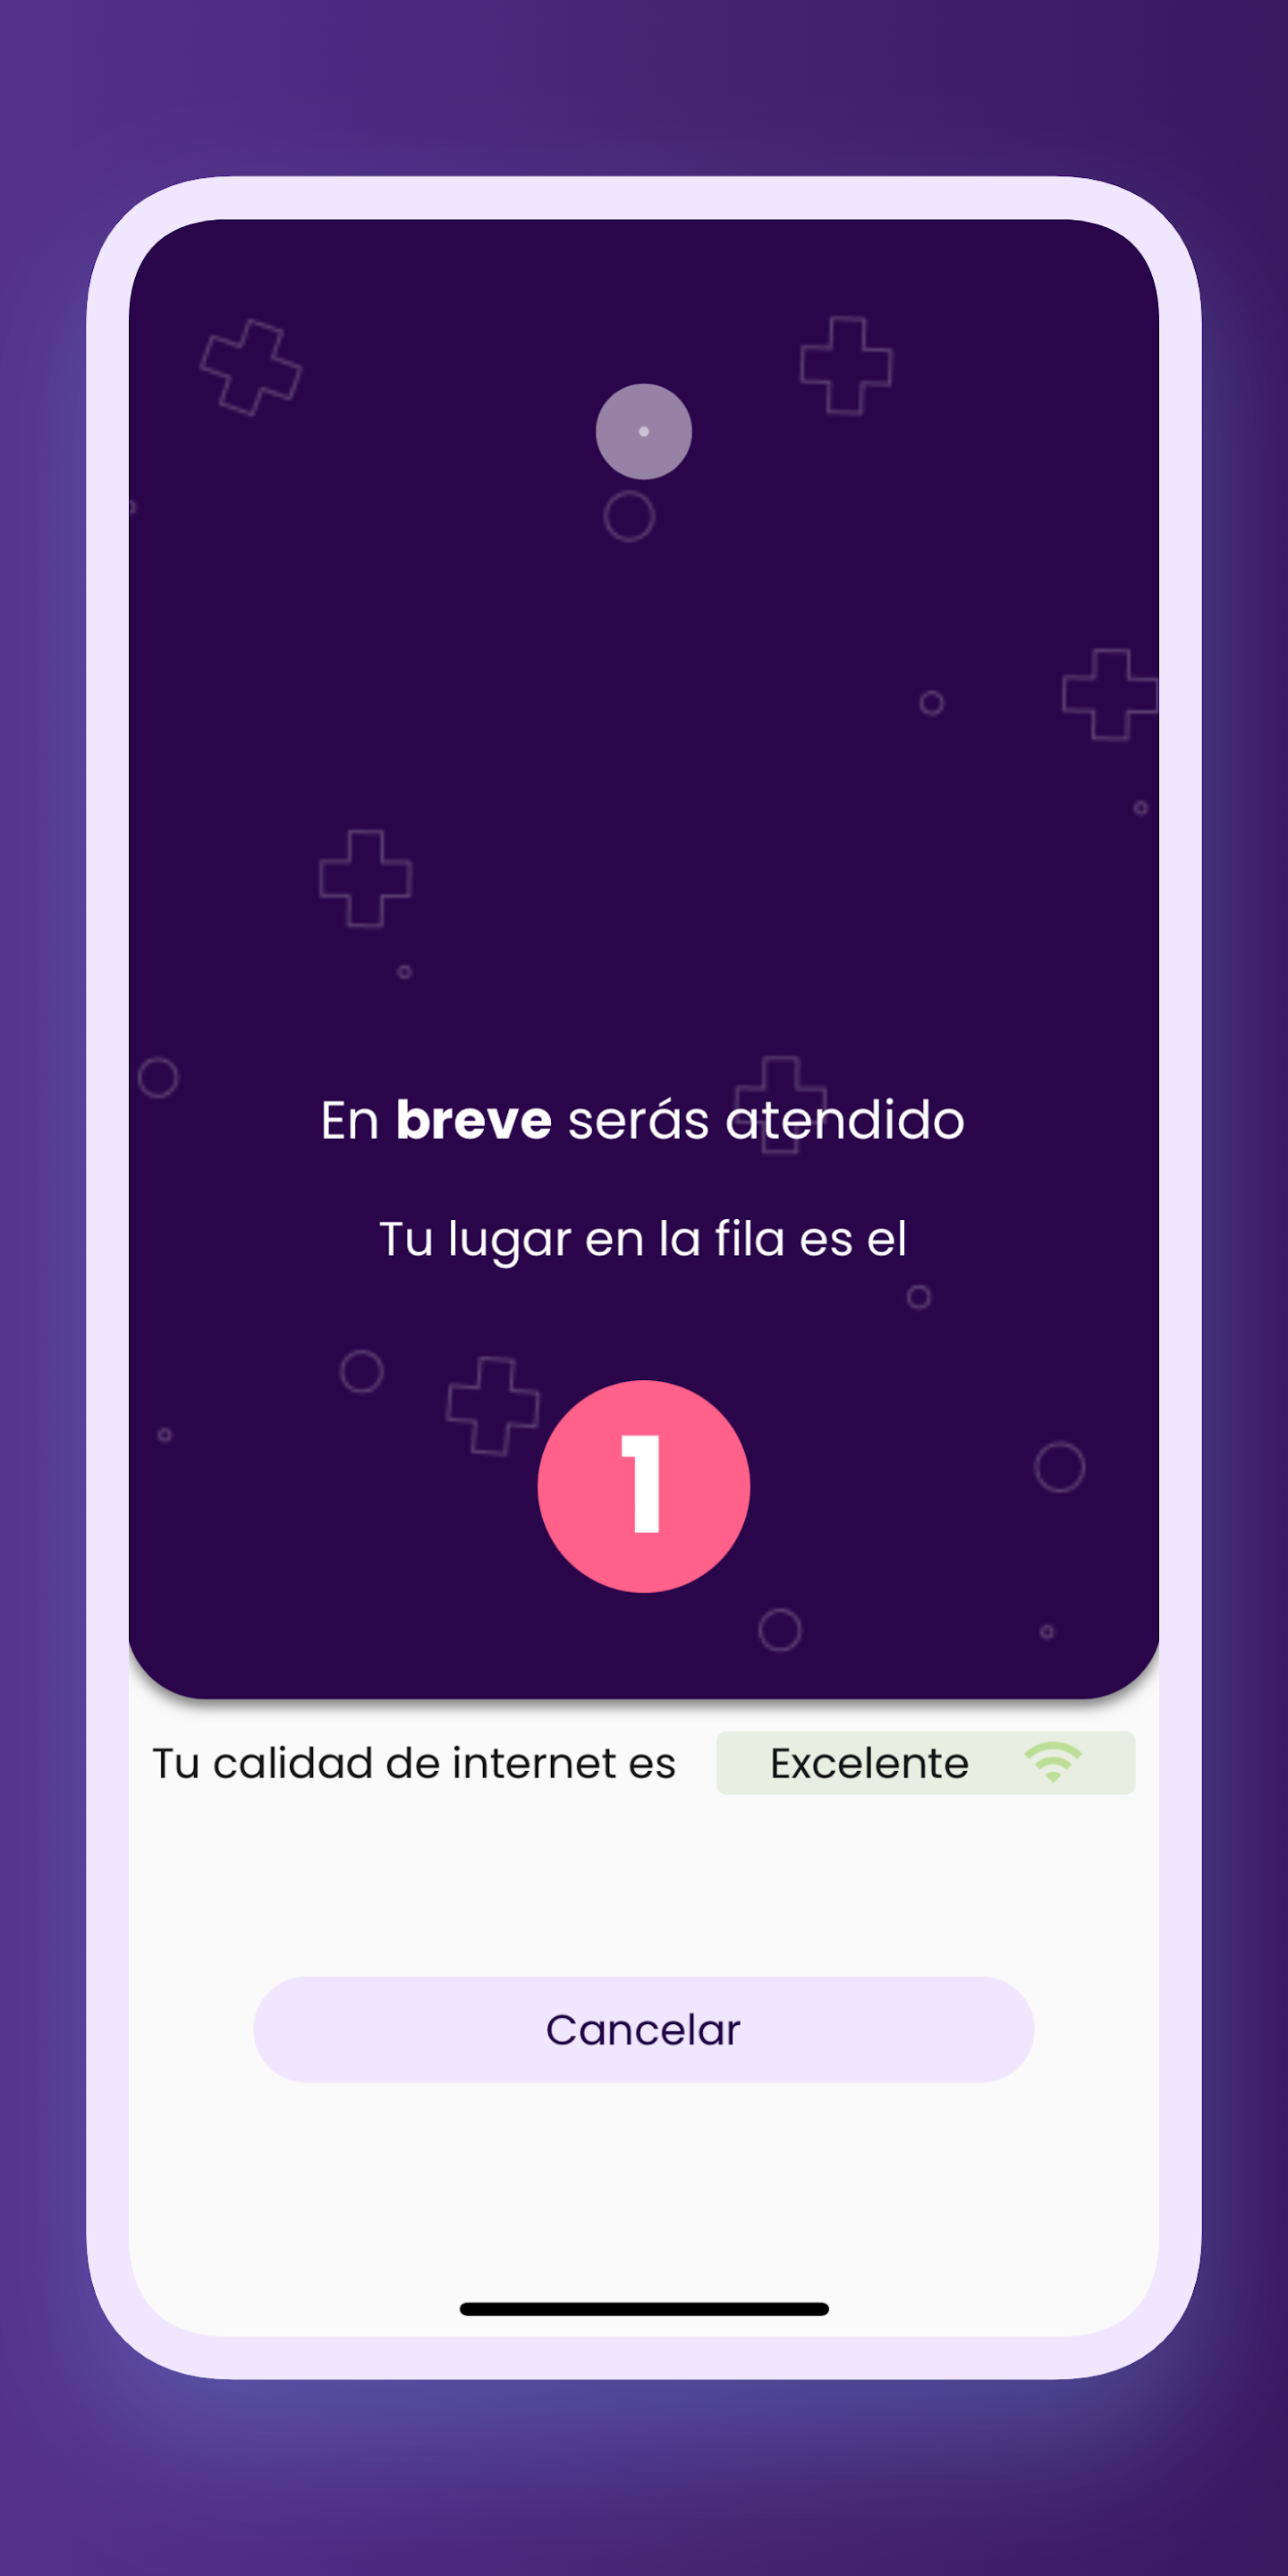 En breve serás atendido
Tu lugar en la fila es el
1
Tu calidad de internet es Excelente
Cancelar